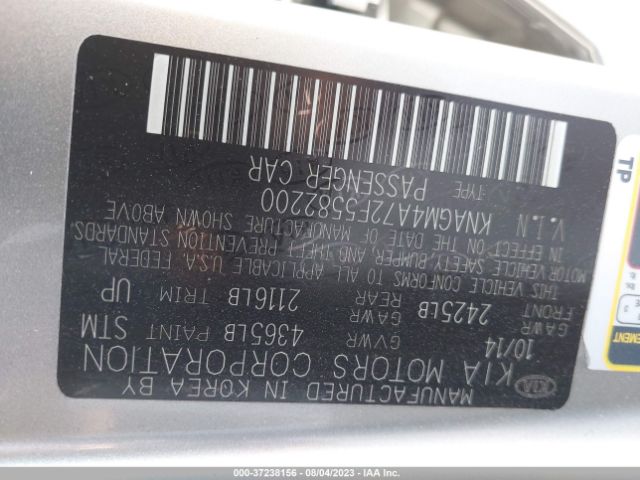 MANUFACTURED IN KOREA BY
KIA
KIA MOTORS CORPORATION
10/14 GVWR 4365LB PAINT STM
GAWR FRONT 2425LB GAWR REAR 2116LB TRIM UP
THIS VEHICLE CONFORMS TO ALL APPLICABLE U.S.A. FEDERAL
MOTOR VEHICLE SAFETY, BUMPER, AND THEFT PREVENTION STANDARDS
IN EFFECT ON THE DATE OF MANUFACTURE SHOWN ABOVE
V.I.N KNAGM4A72F5582200
TYPE PASSENGER CAR
TP
000-37238156 - 08/04/2023 - IAA Inc.